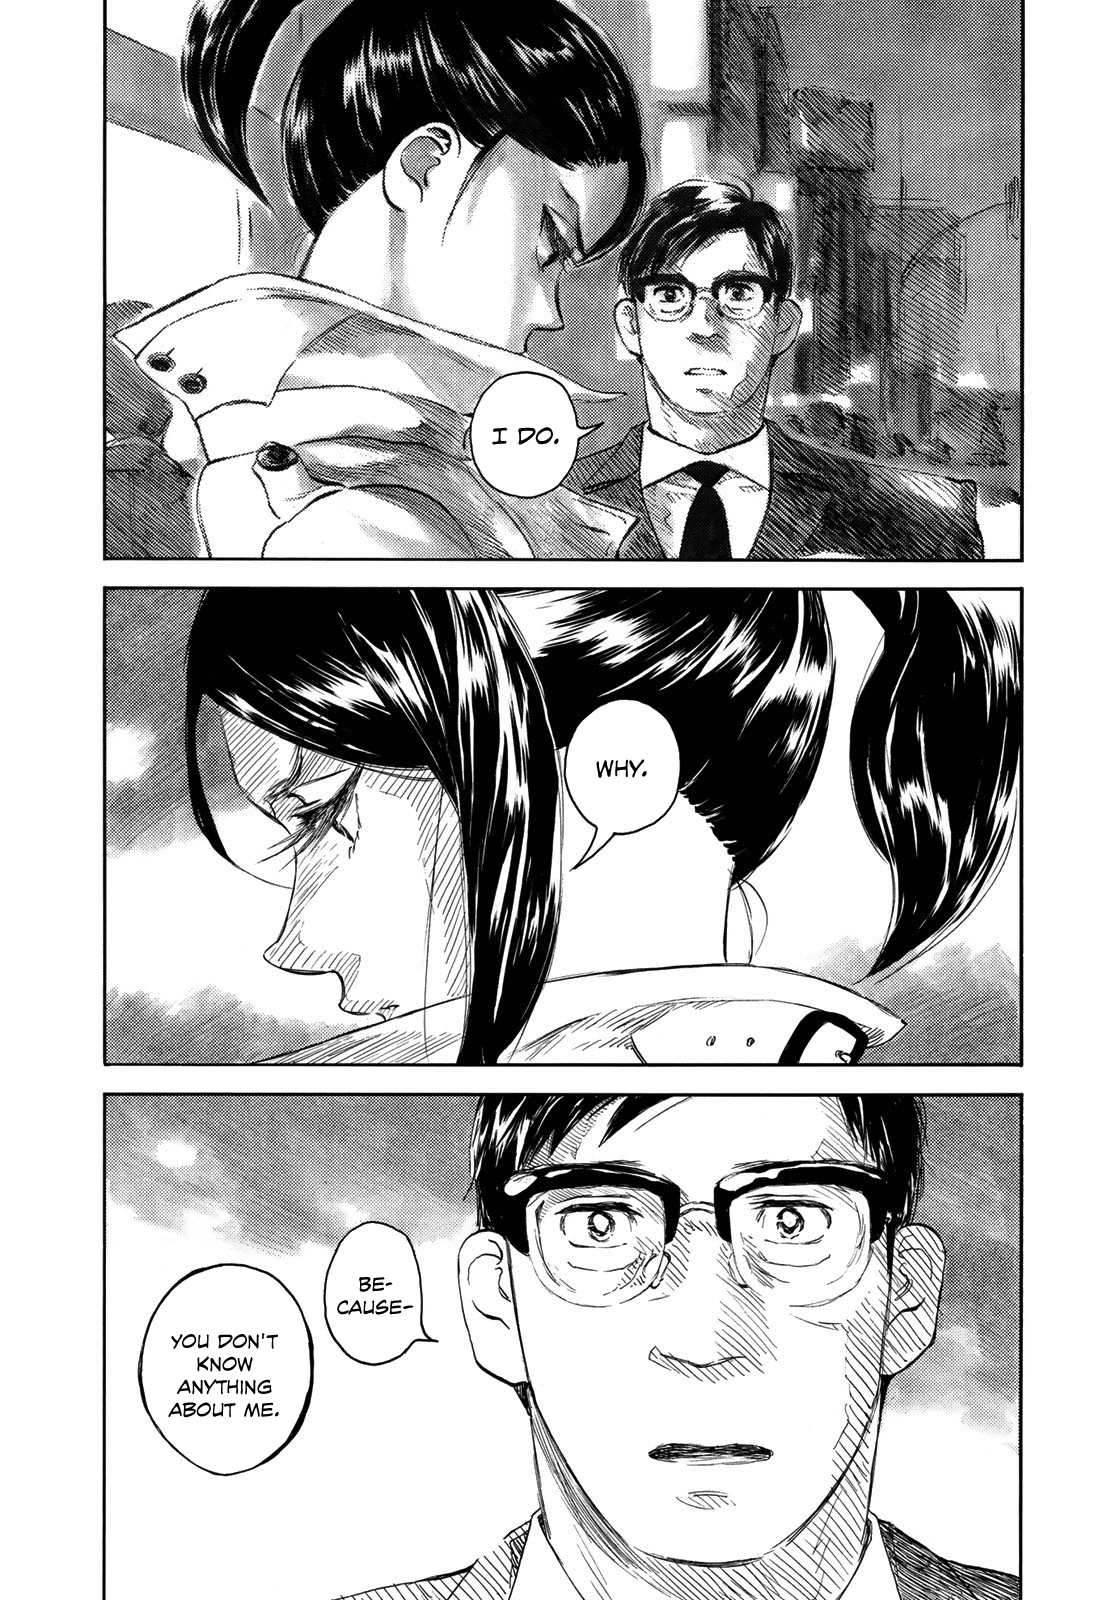 I DO.
WHY.
BE-
CAUSE-
YOU DON'T
KNOW
ANYTHING
ABOUT ME.